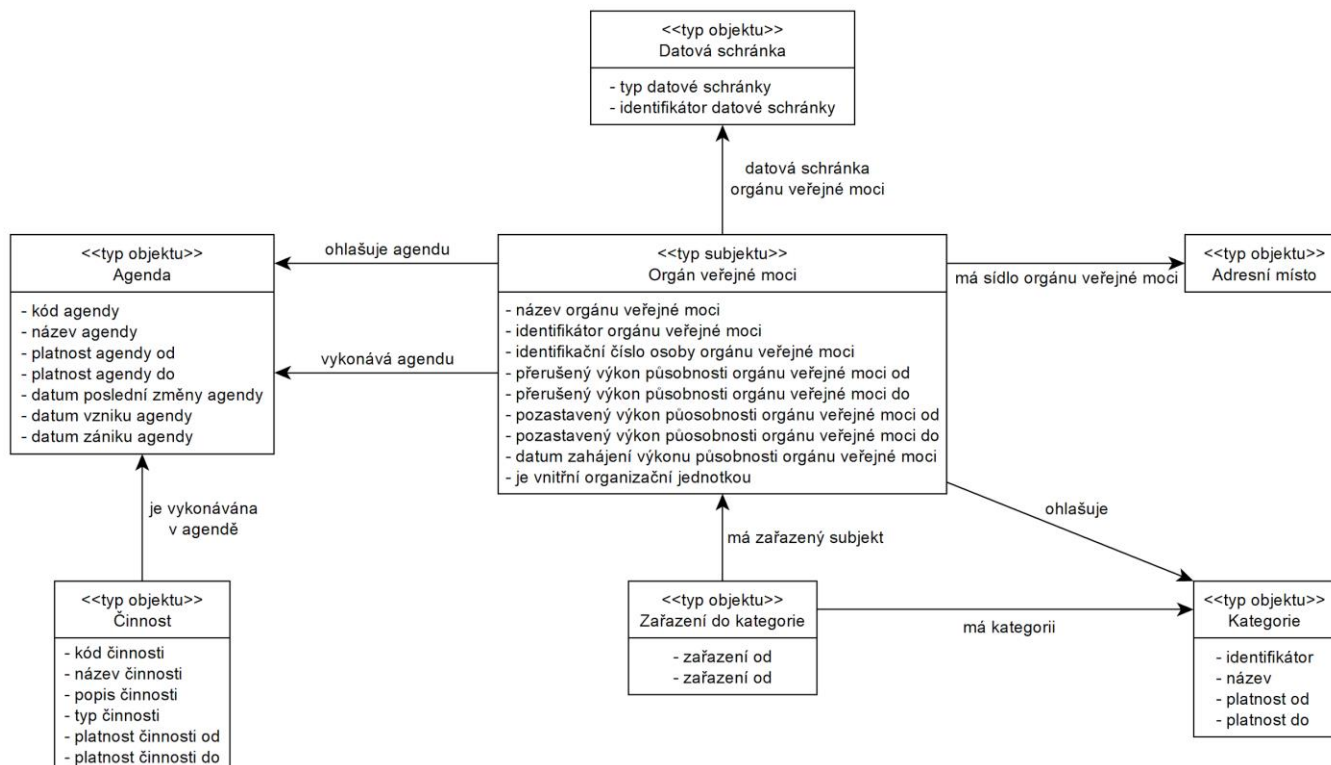 <<typ objektu>>
Datová schránka
- typ datové schránky
- identifikátor datové schránky
datová schránka
orgánu veřejné moci
<<typ objektu>>
Agenda
- kód agendy
- název agendy
- platnost agendy od
- platnost agendy do
- datum poslední změny agendy
- datum vzniku agendy
- datum zániku agendy
ohlašuje agendu
vykonává agendu
<<typ subjektu>>
Orgán veřejné moci
- název orgánu veřejné moci
- identifikátor orgánu veřejné moci
- identifikační číslo osoby orgánu veřejné moci
- přerušený výkon působnosti orgánu veřejné moci od
- přerušený výkon působnosti orgánu veřejné moci do
- pozastavený výkon půosobnosti orgánu veřejné moci od
- pozastavený výkon půosobnosti orgánu veřejné moci do
- datum zahájení výkonu působnosti orgánu veřejné moci
- je vnitřní organizační jednotkou
má sídlo orgánu veřejné moci
<<typ objektu>>
Adresní místo
je vykonávána
v agendě
má zařazený subjekt
ohlašuje
<<typ objektu>>
Činnost
- kód činnosti
- název činnosti
- popis činnosti
- typ činnosti
- platnost činnosti od
- platnost činnosti do
<<typ objektu>>
Zařazení do kategorie
- zařazení od
- zařazení od
má kategorii
<<typ objektu>>
Kategorie
- identifikátor
- název
- platnost od
- platnost do